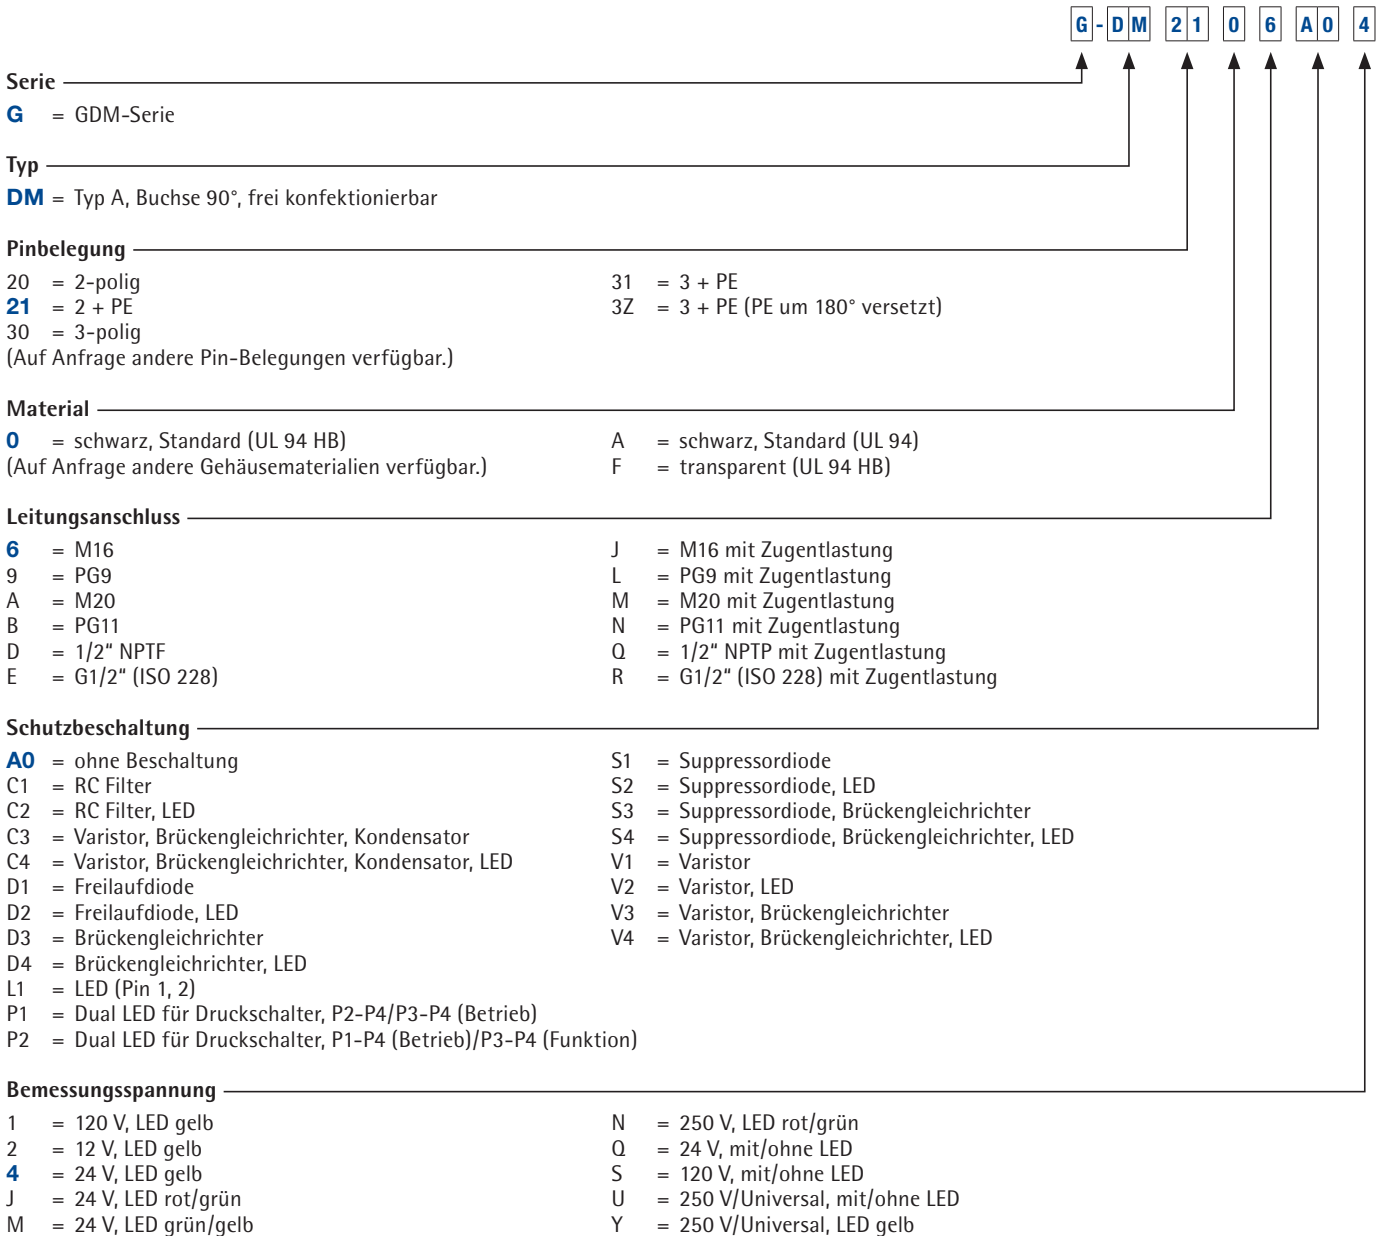 G - DM 21 0 6 A0 4
Serie
G = GDM-Serie
Typ
DM = Typ A, Buchse 90°, frei konfektionierbar
Pinbelegung
20 = 2-polig
21 = 2 + PE
30 = 3-polig
(Auf Anfrage andere Pin-Belegungen verfügbar.)
31 = 3 + PE
3Z = 3 + PE (PE um 180° versetzt)
Material
0 = schwarz, Standard (UL 94 HB)
(Auf Anfrage andere Gehäusematerialien verfügbar.)
A = schwarz, Standard (UL 94)
F = transparent (UL 94 HB)
Leitungsanschluss
6 = M16
9 = PG9
A = M20
B = PG11
D = 1/2“ NPTF
E = G1/2“ (ISO 228)
J = M16 mit Zugentlastung
L = PG9 mit Zugentlastung
M = M20 mit Zugentlastung
N = PG11 mit Zugentlastung
Q = 1/2“ NPTP mit Zugentlastung
R = G1/2“ (ISO 228) mit Zugentlastung
Schutzbeschaltung
A0 = ohne Beschaltung
C1 = RC Filter
C2 = RC Filter, LED
C3 = Varistor, Brückengleichrichter, Kondensator
C4 = Varistor, Brückengleichrichter, Kondensator, LED
D1 = Freilaufdiode
D2 = Freilaufdiode, LED
D3 = Brückengleichrichter
D4 = Brückengleichrichter, LED
L1 = LED (Pin 1, 2)
P1 = Dual LED für Druckschalter, P2-P4/P3-P4 (Betrieb)
P2 = Dual LED für Druckschalter, P1-P4 (Betrieb)/P3-P4 (Funktion)
S1 = Suppressordiode
S2 = Suppressordiode, LED
S3 = Suppressordiode, Brückengleichrichter
S4 = Suppressordiode, Brückengleichrichter, LED
V1 = Varistor
V2 = Varistor, LED
V3 = Varistor, Brückengleichrichter
V4 = Varistor, Brückengleichrichter, LED
Bemessungsspannung
1 = 120 V, LED gelb
2 = 12 V, LED gelb
4 = 24 V, LED gelb
J = 24 V, LED rot/grün
M = 24 V, LED grün/gelb
N = 250 V, LED rot/grün
Q = 24 V, mit/ohne LED
S = 120 V, mit/ohne LED
U = 250 V/Universal, mit/ohne LED
Y = 250 V/Universal, LED gelb